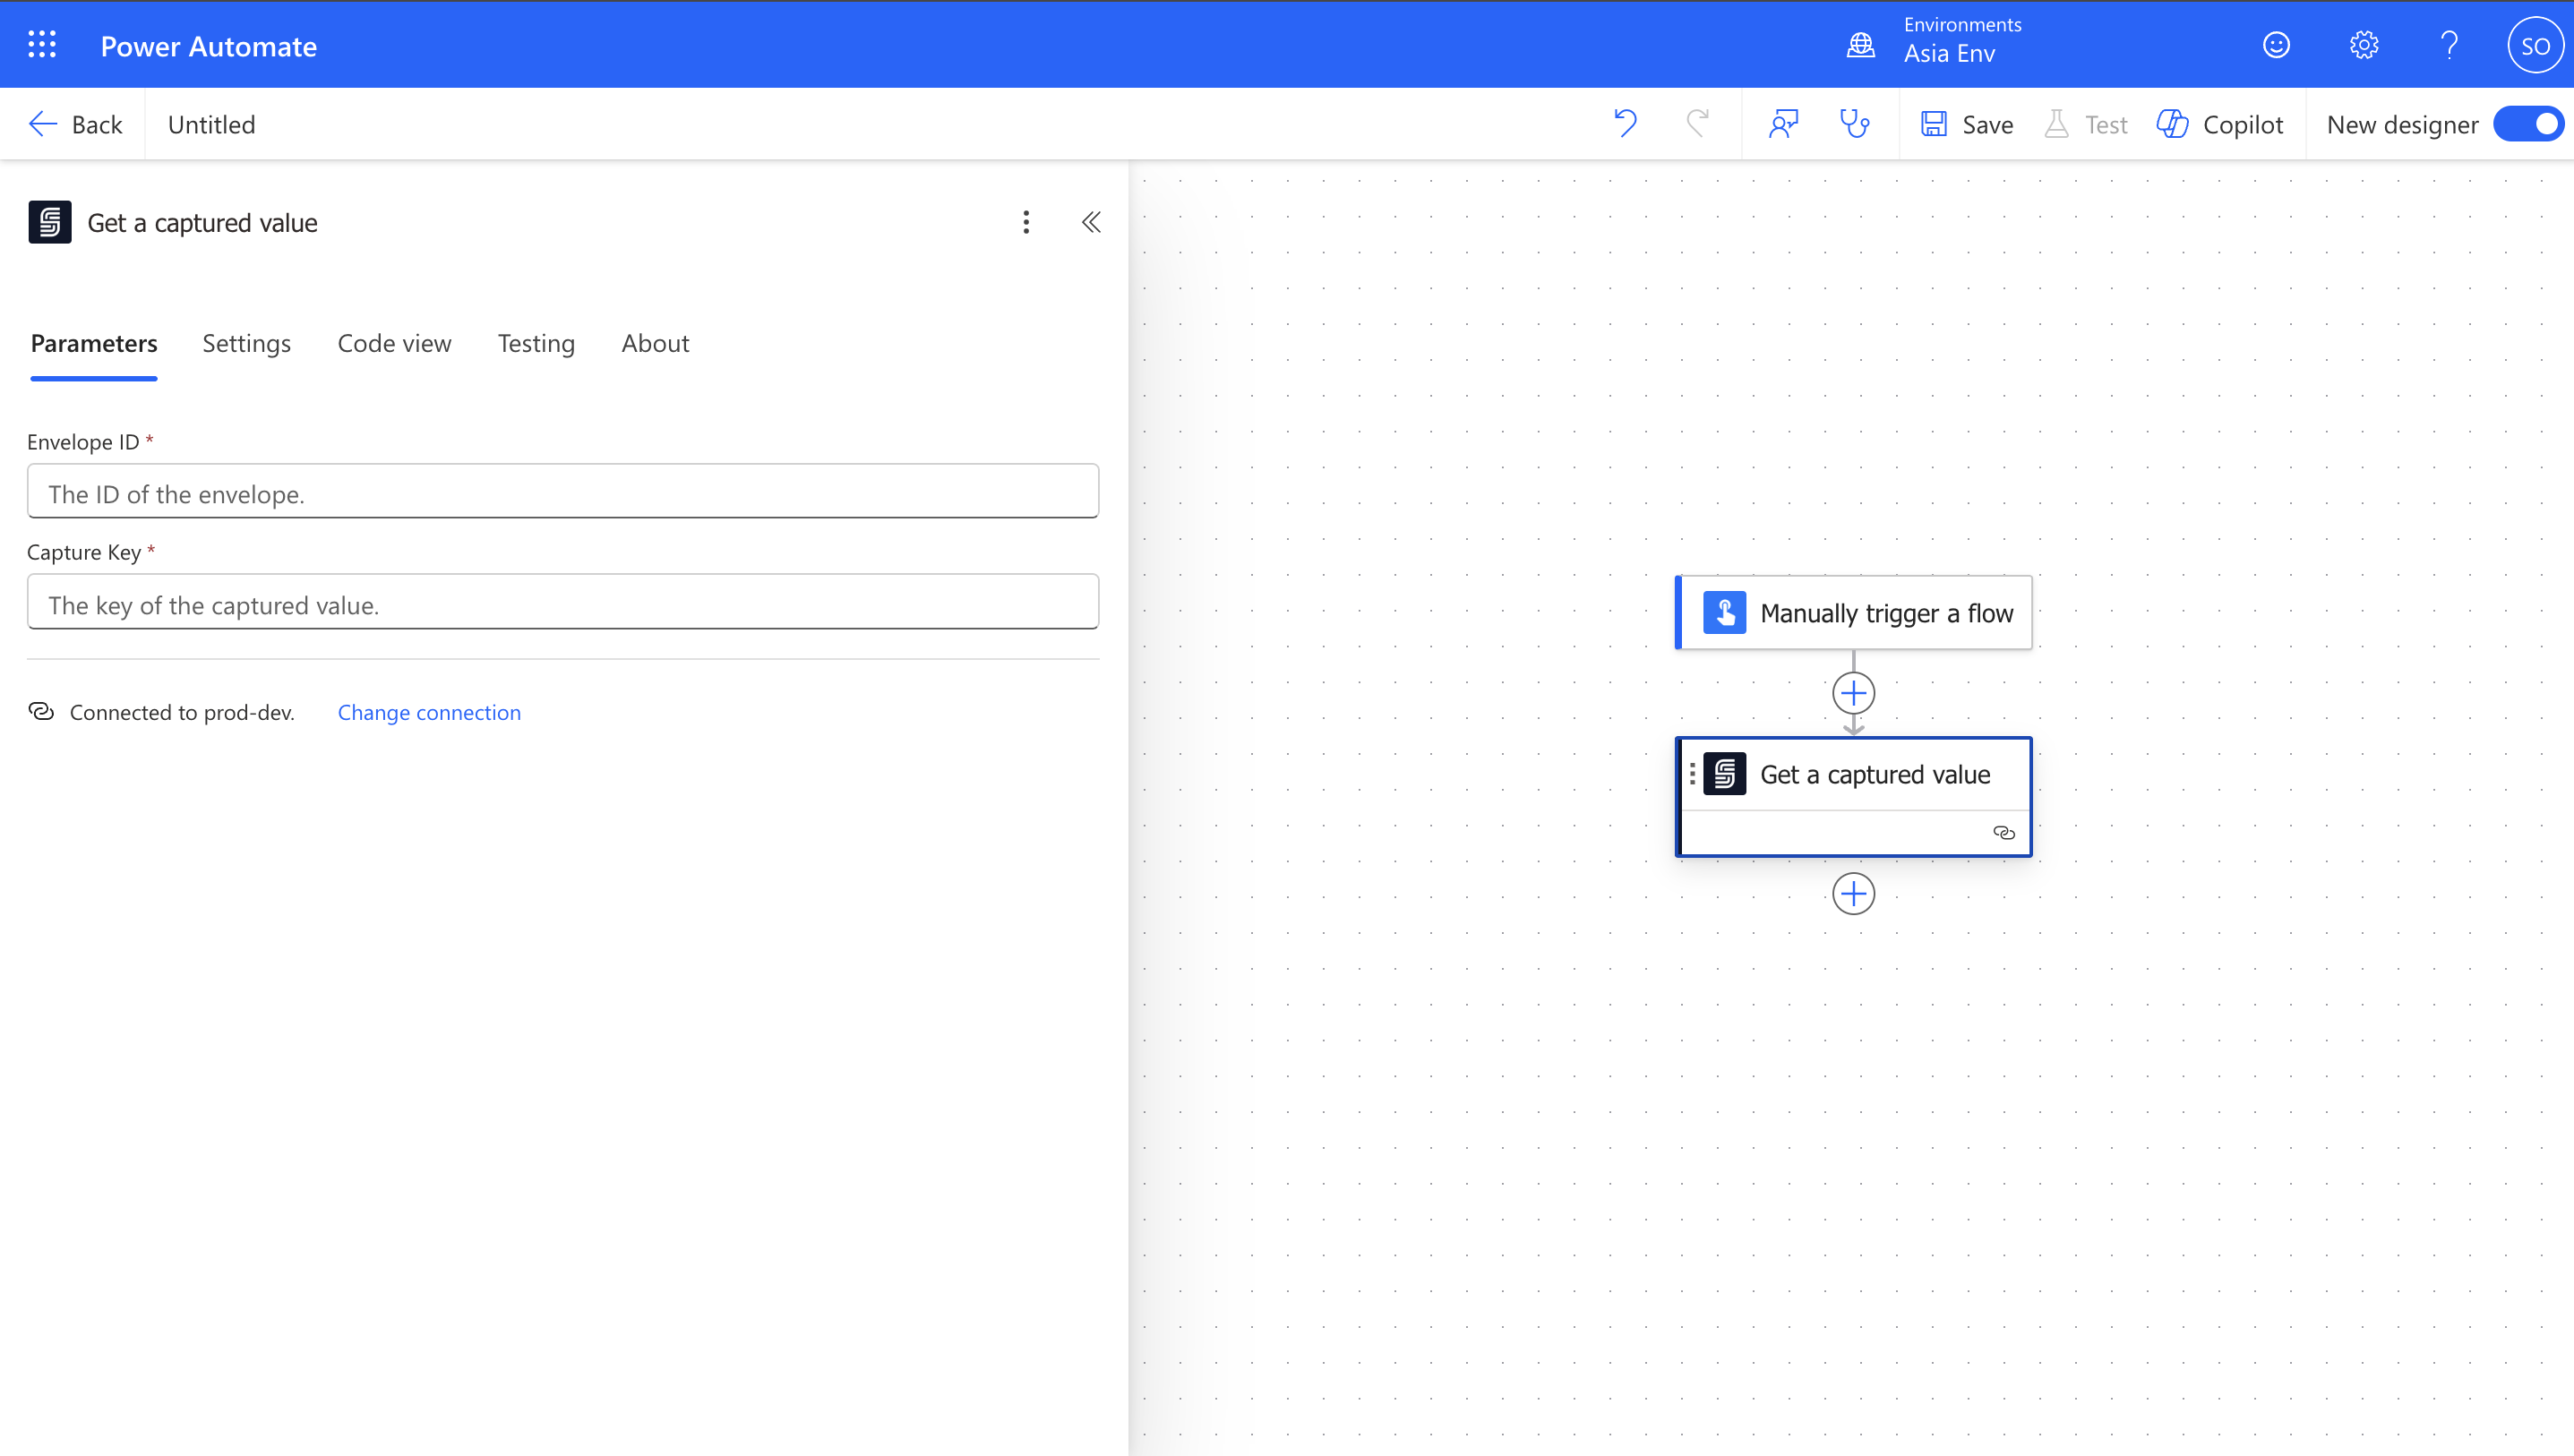 Power Automate
Environments
Asia Env
SO
Back
Untitled
Save
Test
Copilot
New designer
Get a captured value
Parameters
Settings
Code view
Testing
About
Envelope ID *
The ID of the envelope.
Capture Key *
The key of the captured value.
Connected to prod-dev.
Change connection
Manually trigger a flow
Get a captured value